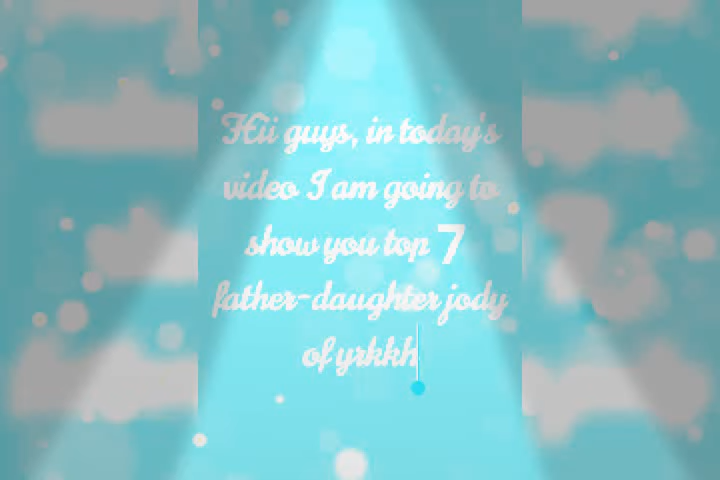 Hii guys, in today's
video I am going to
show you top 7
father-daughter jody
of yrkkh